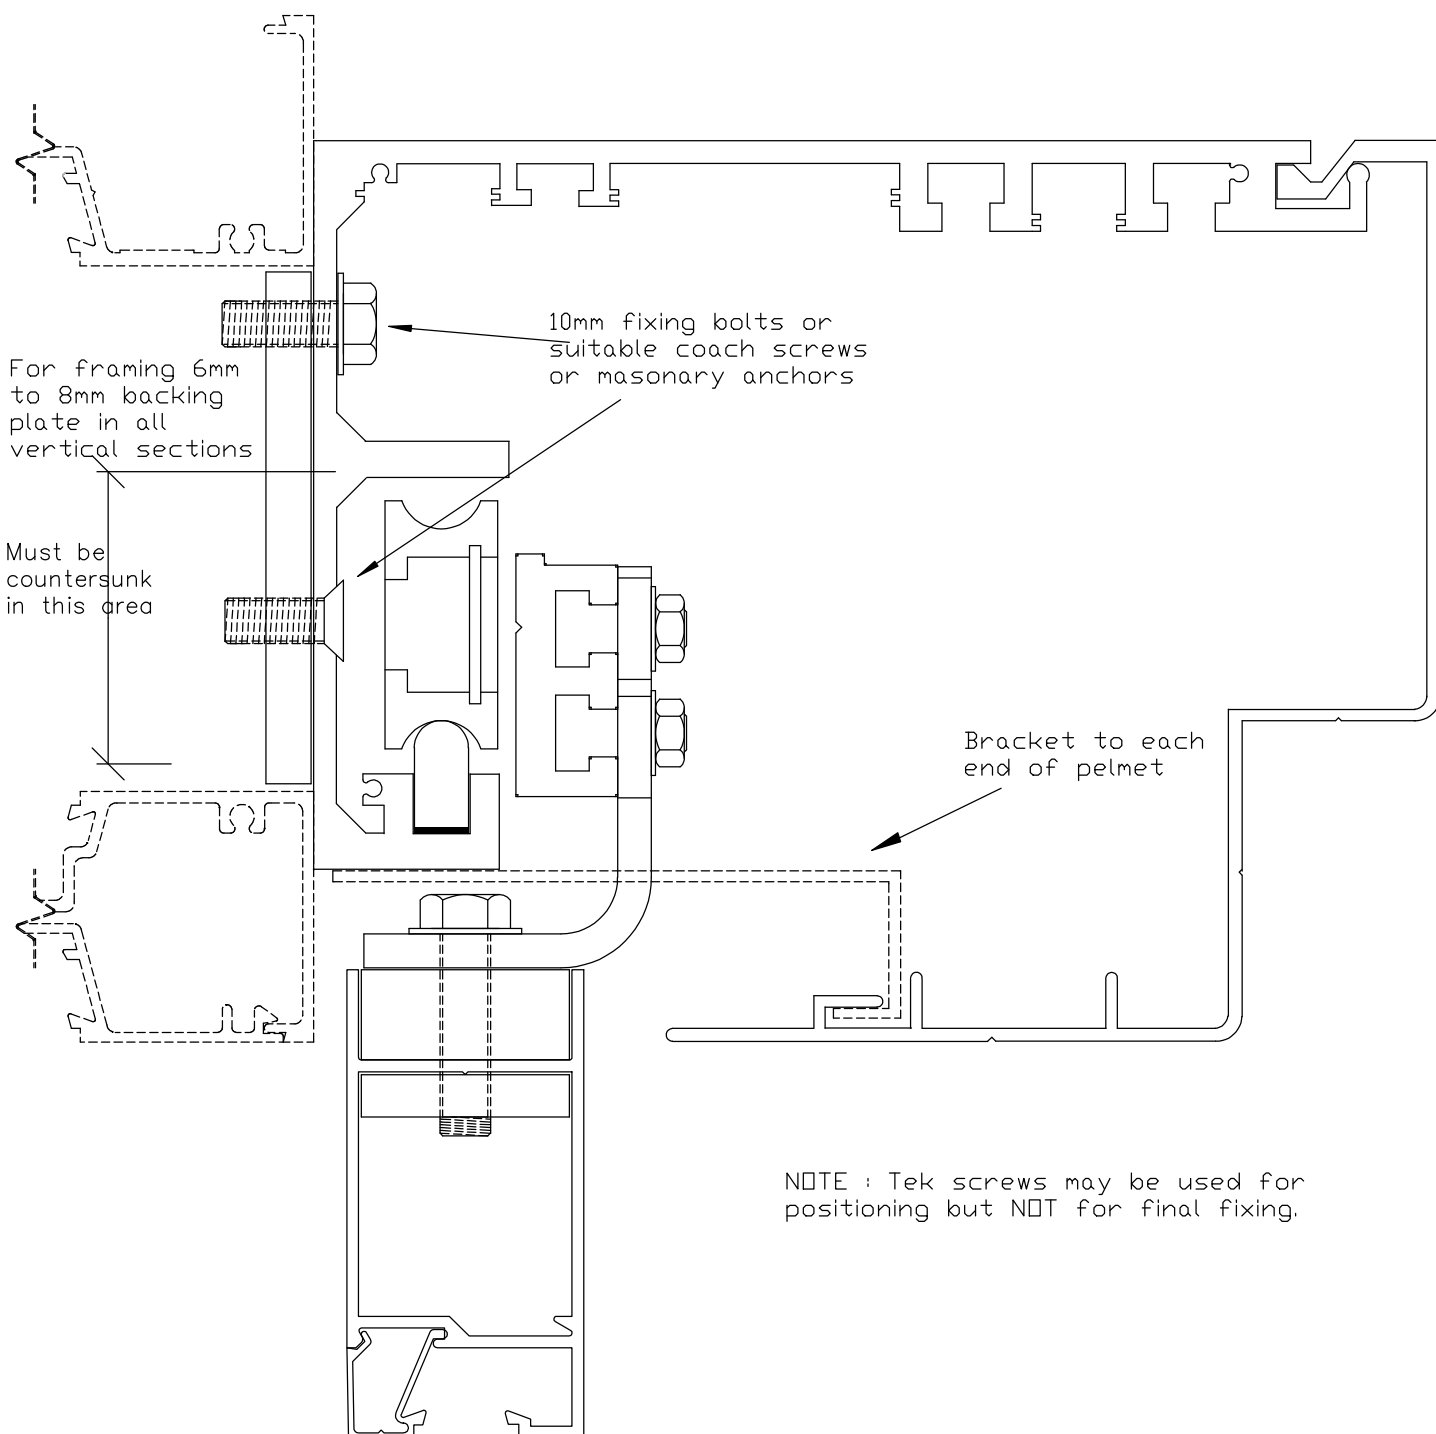 10mm fixing bolts or
suitable coach screws
or masonary anchors
For framing 6mm
to 8mm backing
plate in all
vertical sections
Must be
countersunk
in this area
Bracket to each
end of pelmet
NOTE : Tek screws may be used for
positioning but NOT for final fixing.